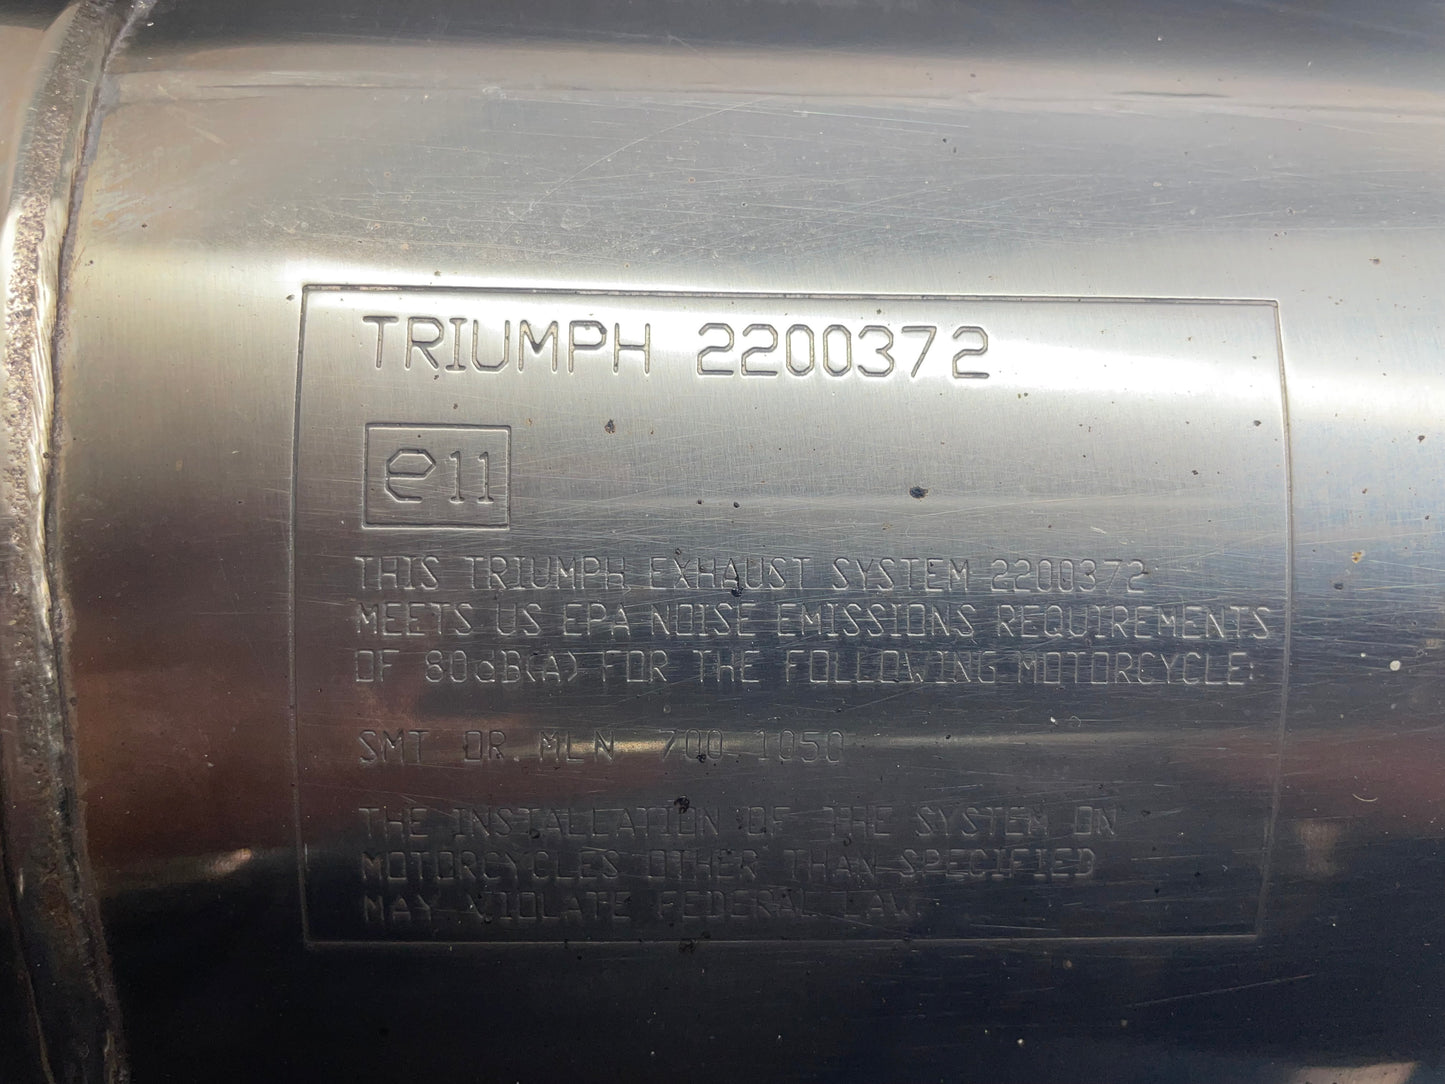 TRIUMPH 2200372
e11
THIS TRIUMPH EXHAUST SYSTEM 2200372
MEETS US EPA NOISE EMISSIONS REQUIREMENTS
OF 80dB(A) FOR THE FOLLOWING MOTORCYCLE:
SMT OR MLN 700 1050
THE INSTALLATION OF THE SYSTEM ON
MOTORCYCLES OTHER THAN SPECIFIED
MAY VIOLATE FEDERAL LAW.